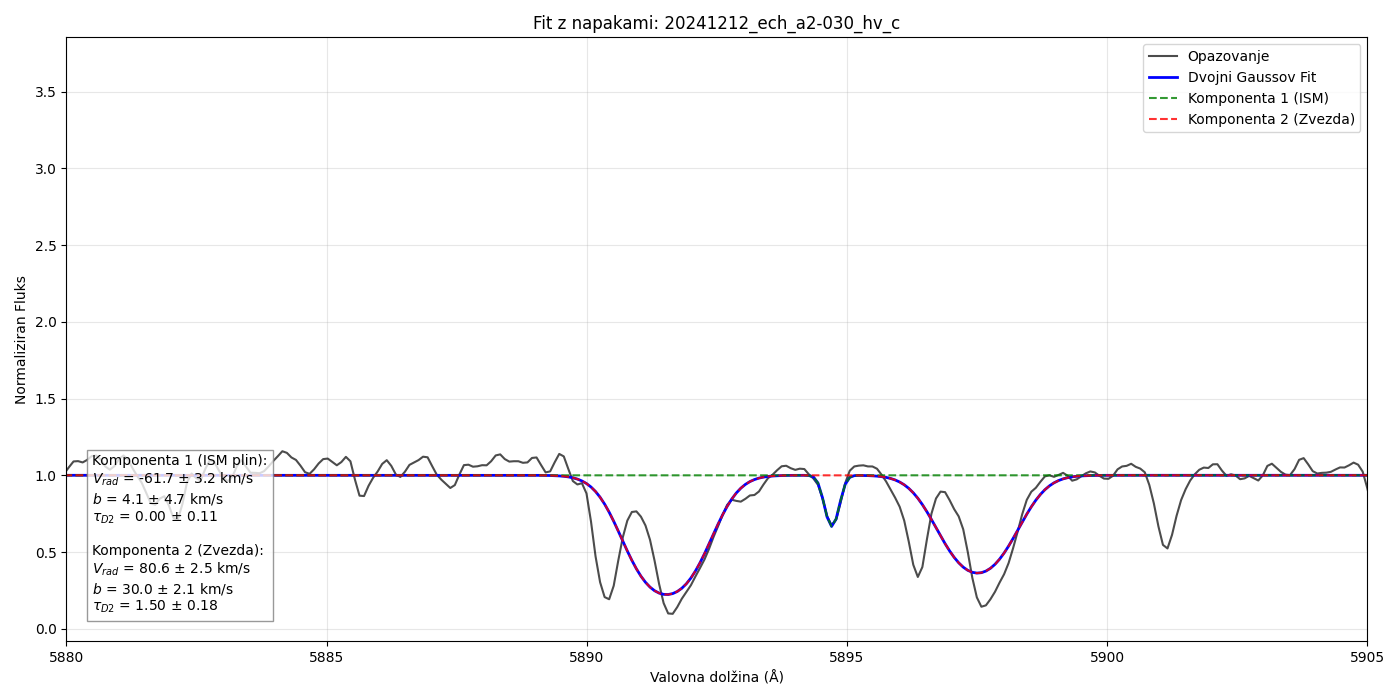 Fit z napakami: 20241212_ech_a2-030_hv_c
Opazovanje
Dvojni Gaussov Fit
Komponenta 1 (ISM)
Komponenta 2 (Zvezda)
Normaliziran Fluks
3.5
3.0
2.5
2.0
1.5
1.0
0.5
0.0
Komponenta 1 (ISM plin):
V_rad = -61.7 ± 3.2 km/s
b = 4.1 ± 4.7 km/s
τ_D2 = 0.00 ± 0.11
Komponenta 2 (Zvezda):
V_rad = 80.6 ± 2.5 km/s
b = 30.0 ± 2.1 km/s
τ_D2 = 1.50 ± 0.18
5880 5885 5890 5895 5900 5905
Valovna dolžina (Å)